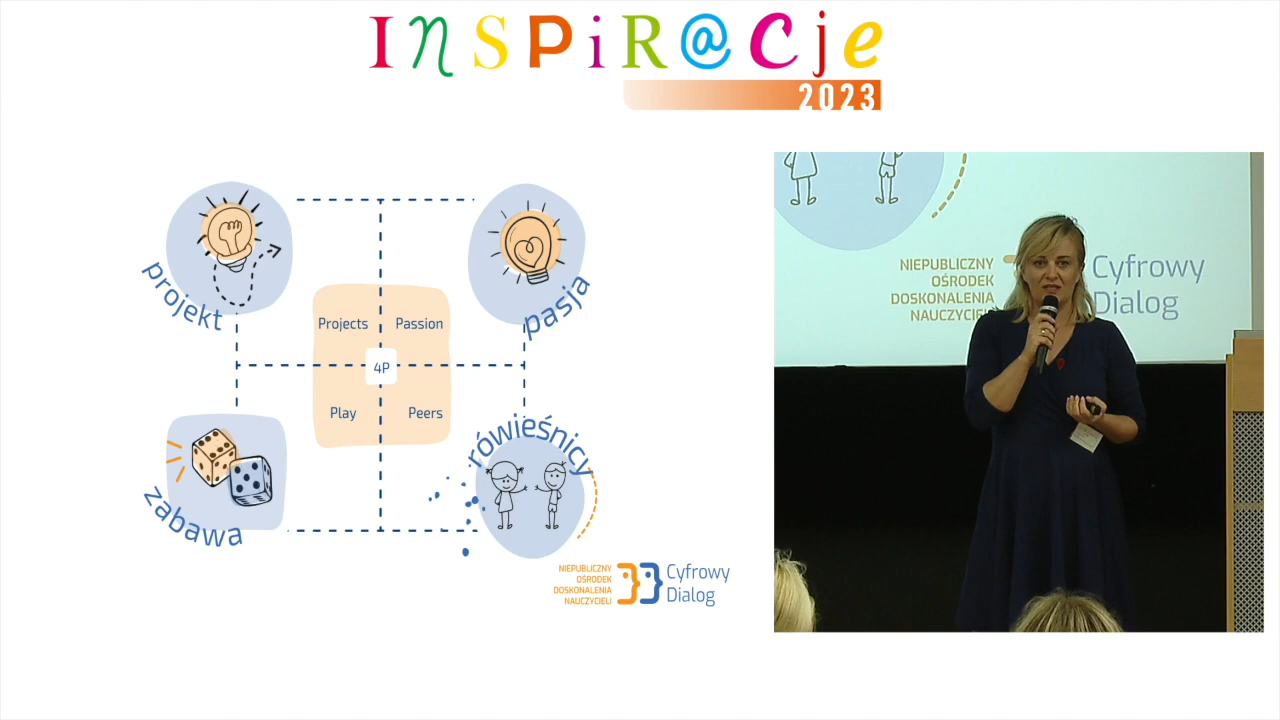 INSPiR@Cje
2023
projekt
pasja
Projects
Passion
4P
Play
Peers
zabawa
rówieśnicy
NIEPUBLICZNY
OŚRODEK
DOSKONALENIA
NAUCZYCIELI
Cyfrowy
Dialog
NIEPUBLICZNY
OŚRODEK
DOSKONALENIA
NAUCZYCIELI
Cyfrowy
Dialog